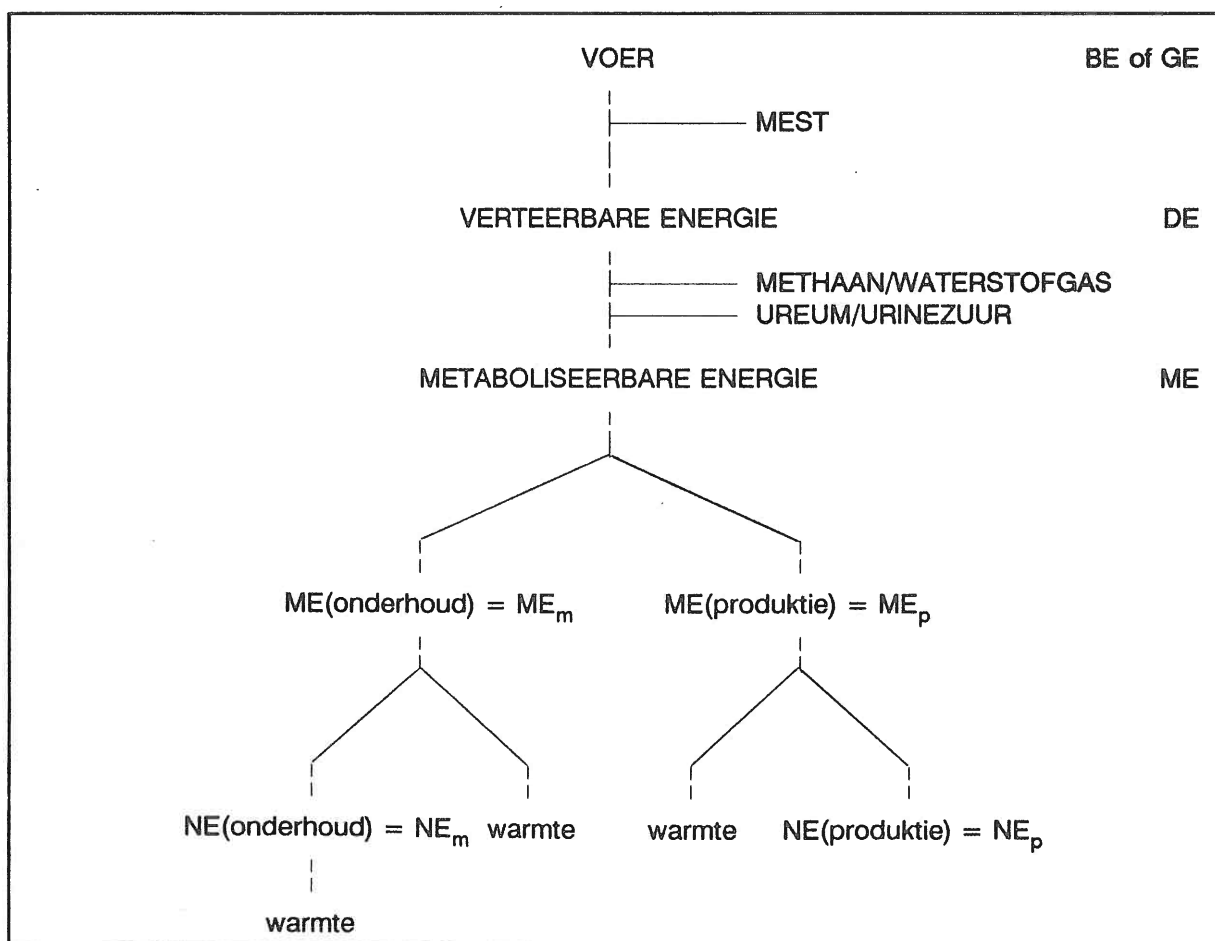 VOER BE of GE
MEST
VERTEERBARE ENERGIE DE
METHAAN/WATERSTOFGAS
UREUM/URINEZUUR
METABOLISEERBARE ENERGIE ME
ME(onderhoud) = MEm ME(produktie) = MEp
NE(onderhoud) = NEm warmte warmte NE(produktie) = NEp
warmte